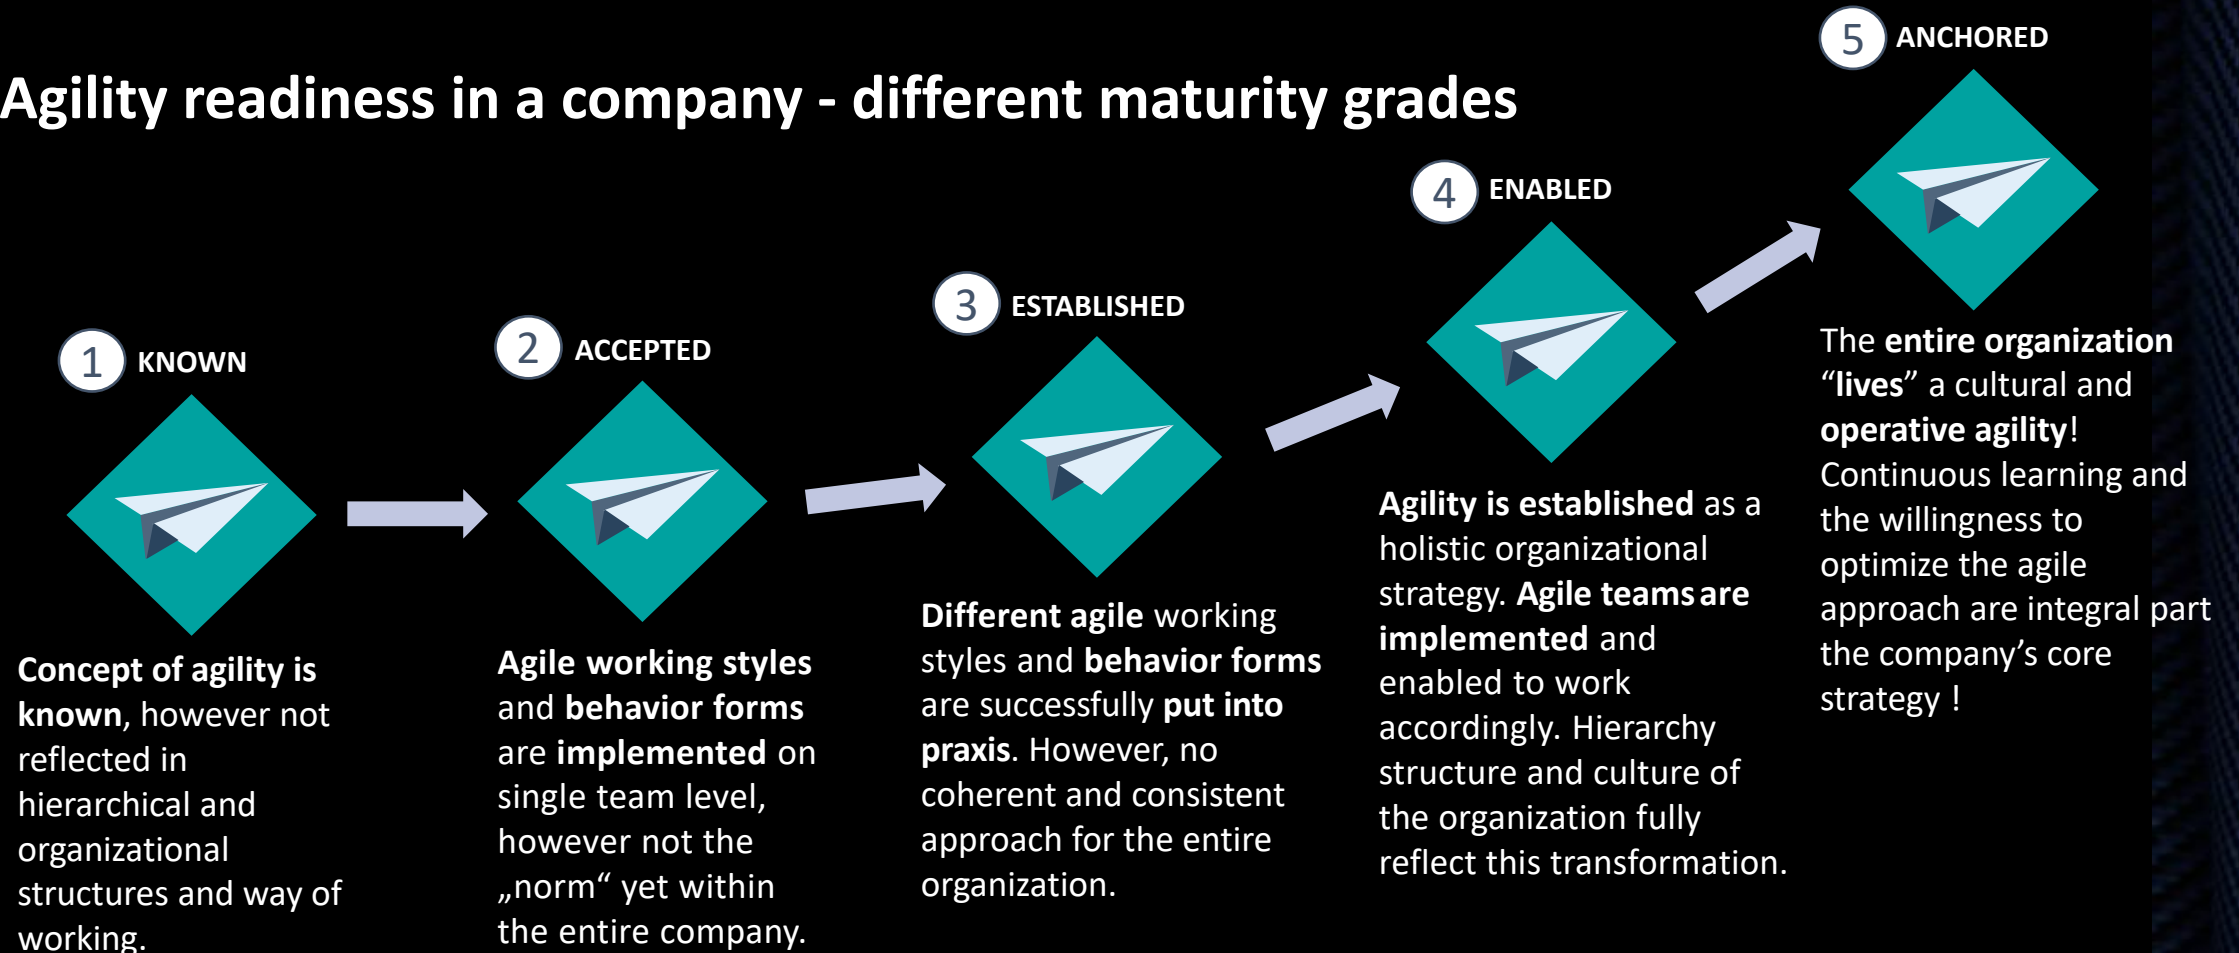 Agility readiness in a company - different maturity grades
1 KNOWN
Concept of agility is
known, however not
reflected in
hierarchical and
organizational
structures and way of
working.
2 ACCEPTED
Agile working styles
and behavior forms
are implemented on
single team level,
however not the
„norm“ yet within
the entire company.
3 ESTABLISHED
Different agile working
styles and behavior forms
are successfully put into
praxis. However, no
coherent and consistent
approach for the entire
organization.
4 ENABLED
Agility is established as a
holistic organizational
strategy. Agile teams are
implemented and
enabled to work
accordingly. Hierarchy
structure and culture of
the organization fully
reflect this transformation.
5 ANCHORED
The entire organization
“lives” a cultural and
operative agility!
Continuous learning and
the willingness to
optimize the agile
approach are integral part
the company’s core
strategy !